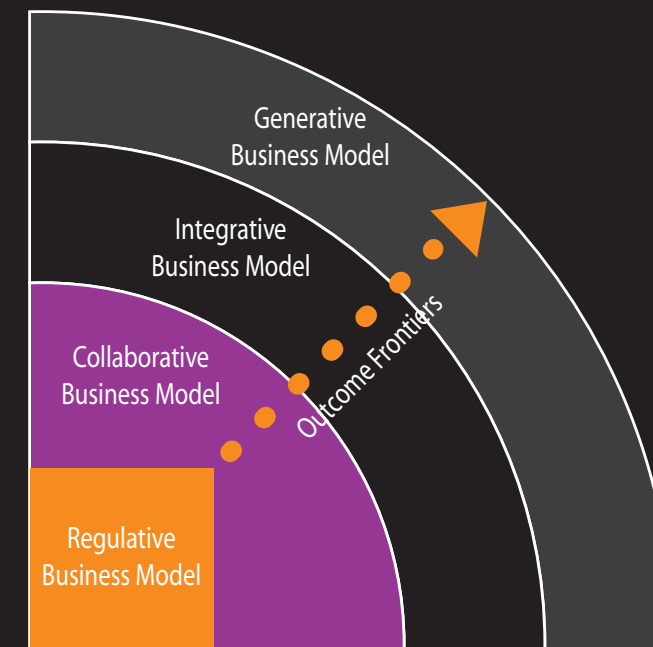 Generative
Business Model
Integrative
Business Model
Outcome Frontiers
Collaborative
Business Model
Regulative
Business Model